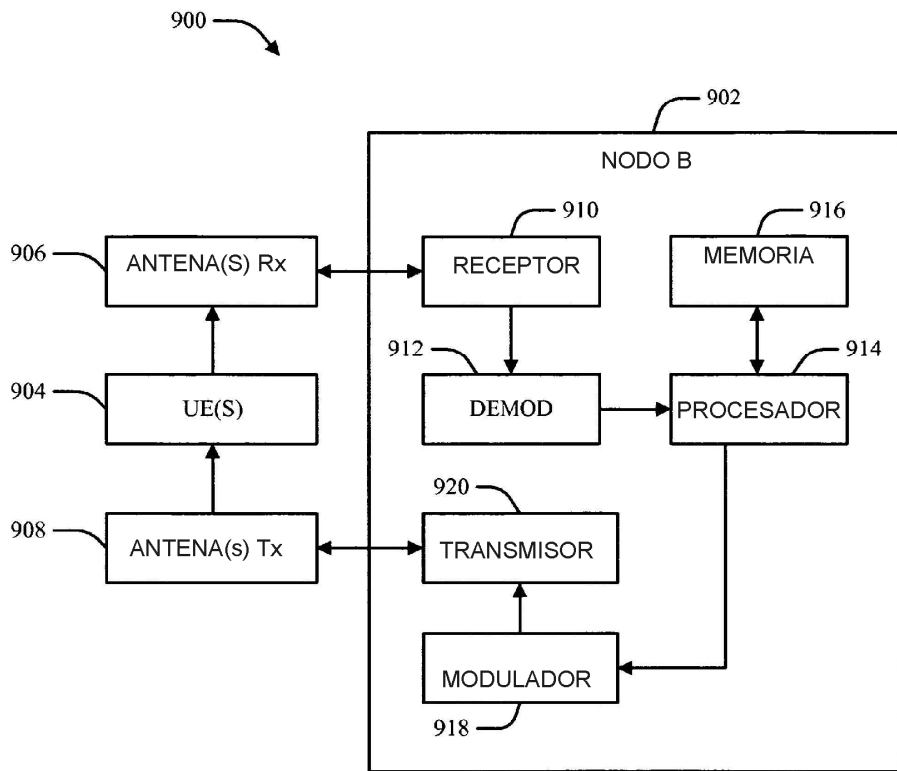 900
902
NODO B
910
916
906
ANTENA(S) Rx
RECEPTOR
MEMORIA
912
914
904
UE(S)
DEMOD
PROCESADOR
920
908
ANTENA(s) Tx
TRANSMISOR
MODULADOR
918